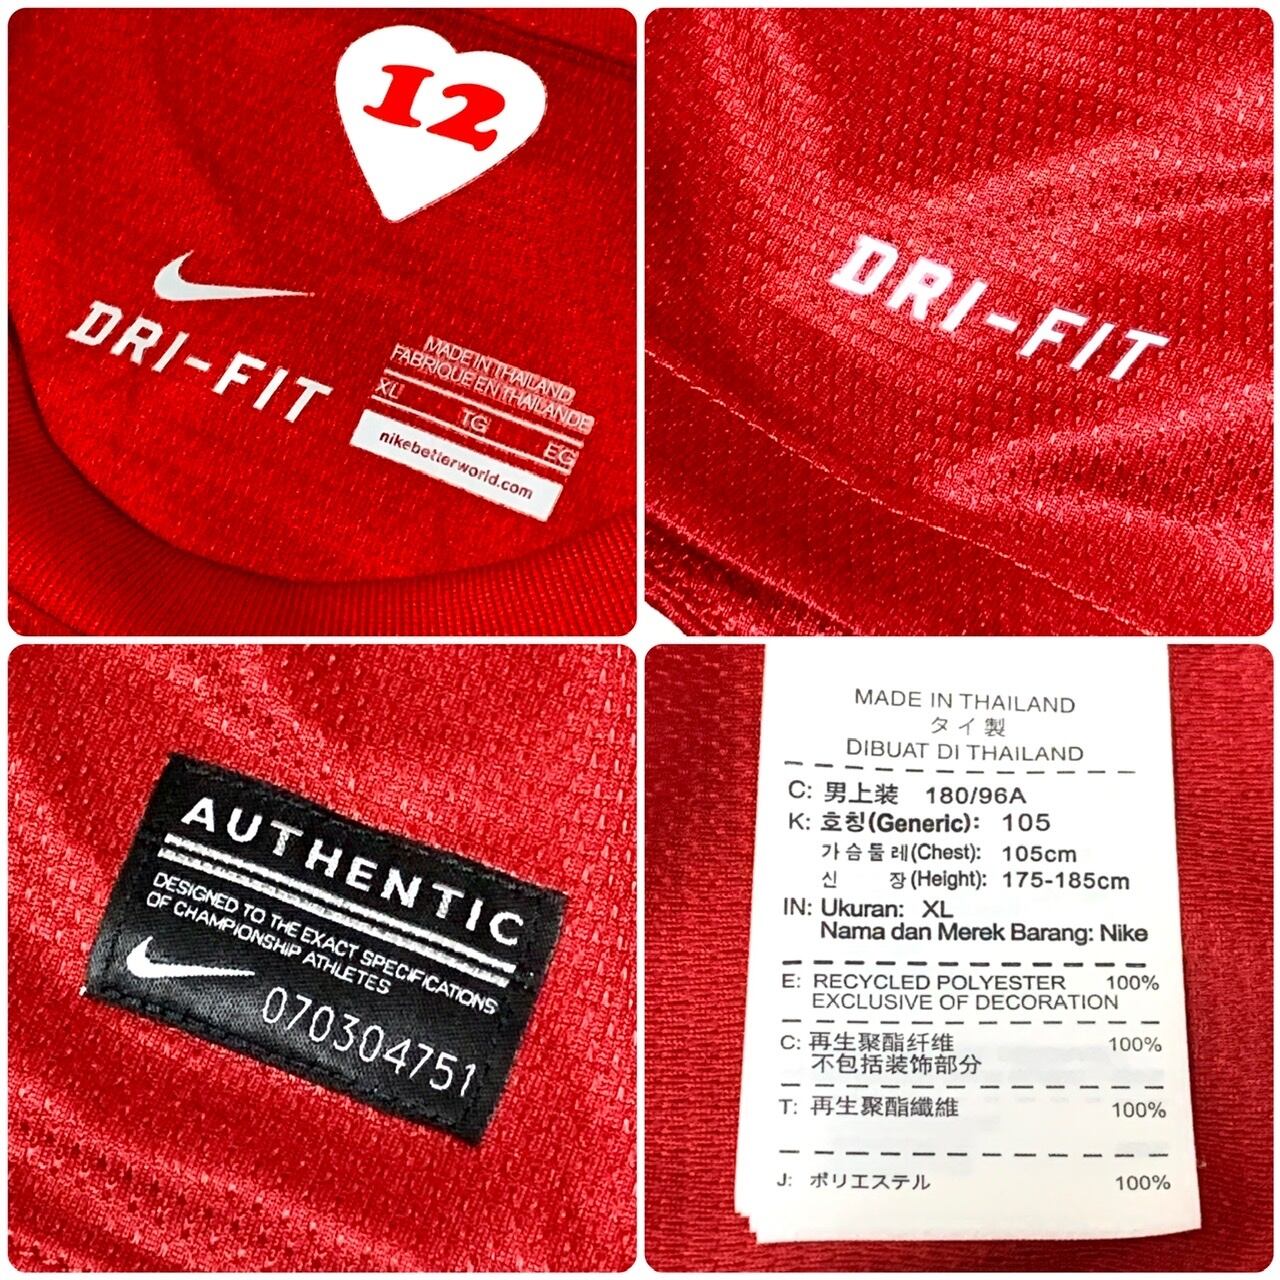 12
DRI-FIT
MADE IN THAILAND
FABRIQUE EN THAILANDE
XL TG EG
nikebetterworld.com
DRI-FIT
AUTHENTIC
DESIGNED TO THE EXACT SPECIFICATIONS
OF CHAMPIONSHIP ATHLETES
070304751
MADE IN THAILAND
タイ製
DIBUAT DI THAILAND
C: 男上装 180/96A
K: 호칭(Generic): 105
가슴둘레(Chest): 105cm
신 장(Height): 175-185cm
IN: Ukuran: XL
Nama dan Merek Barang: Nike
E: RECYCLED POLYESTER 100%
EXCLUSIVE OF DECORATION
C: 再生聚酯纤维 100%
不包括装饰部分
T: 再生聚酯纖維 100%
J: ポリエステル 100%